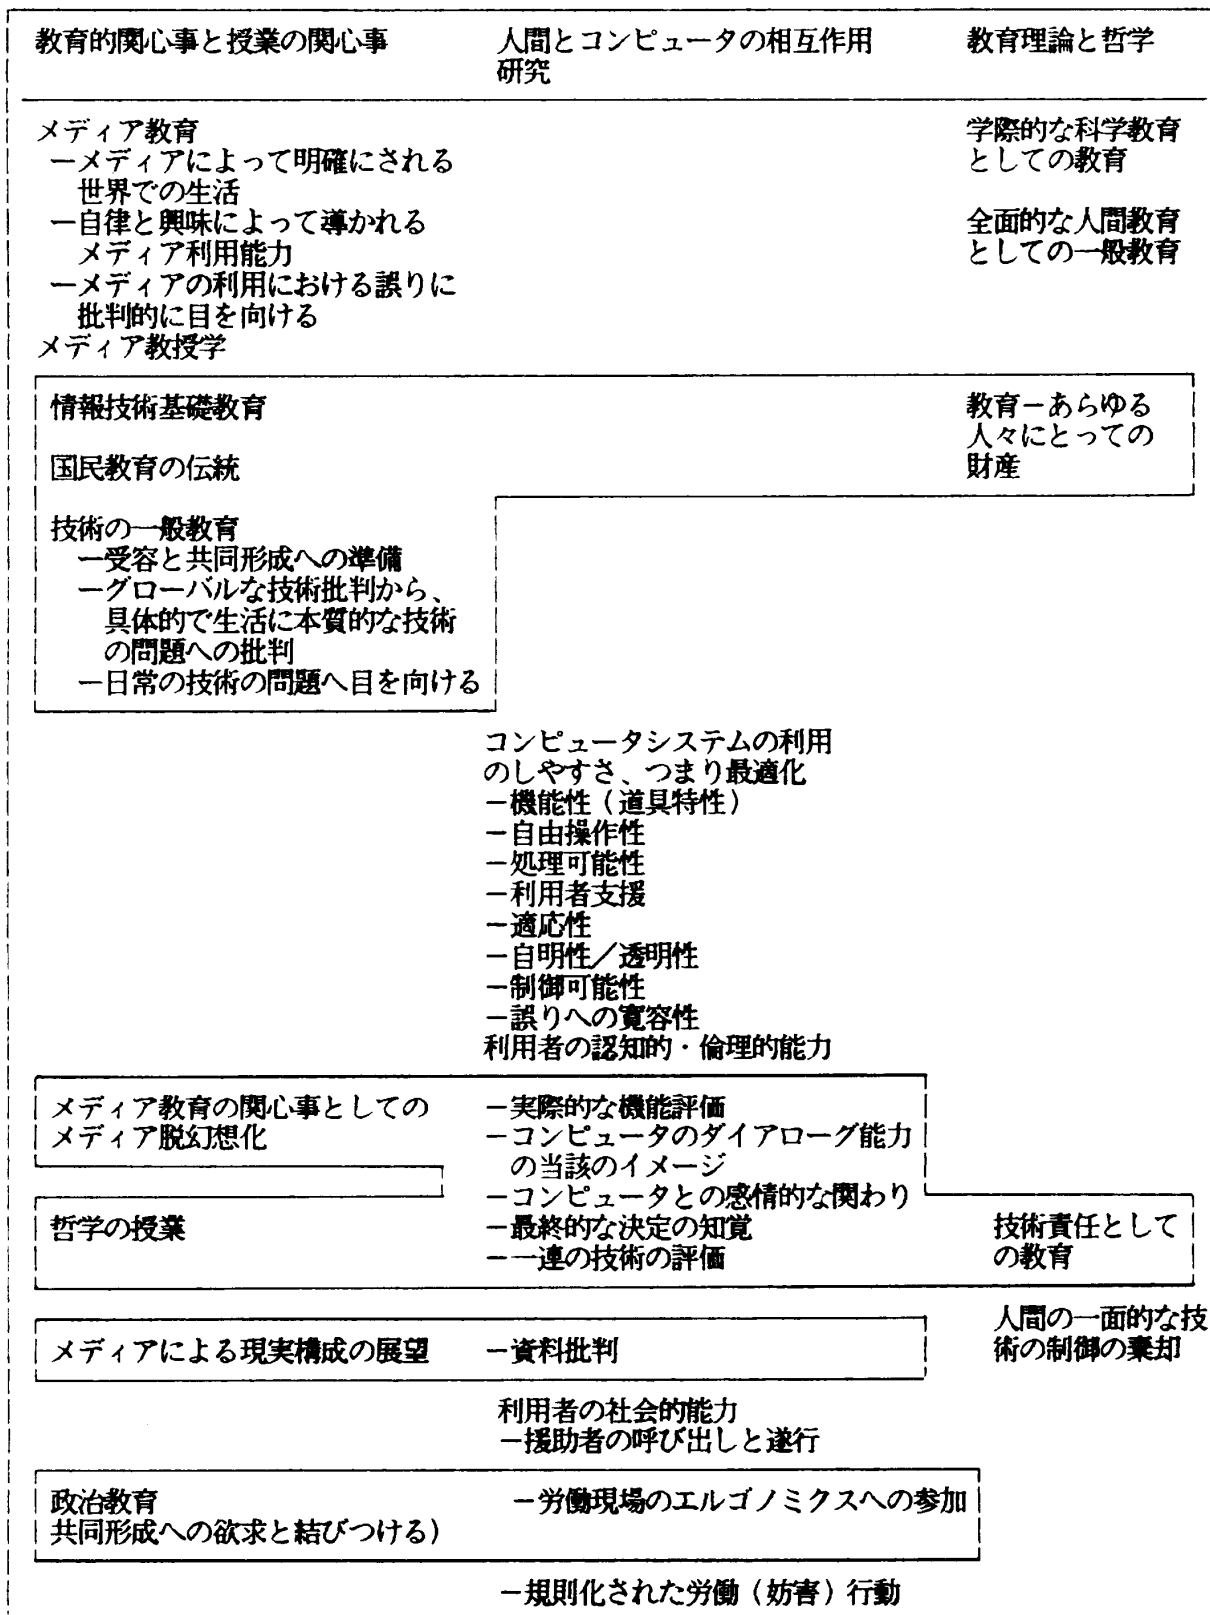 教育的関心事と授業の関心事
人間とコンピュータの相互作用
研究
教育理論と哲学
メディア教育
－メディアによって明確にされる
世界での生活
－自律と興味によって導かれる
メディア利用能力
－メディアの利用における誤りに
批判的に目を向ける
メディア教授学
学際的な科学教育
としての教育
全面的な人間教育
としての一般教育
情報技術基礎教育
国民教育の伝統
教育－あらゆる
人々にとっての
財産
技術の一般教育
－受容と共同形成への準備
－グローバルな技術批判から、
具体的で生活に本質的な技術
の問題への批判
－日常の技術の問題へ目を向ける
コンピュータシステムの利用
のしやすさ、つまり最適化
－機能性（道具特性）
－自由操作性
－処理可能性
－利用者支援
－適応性
－自明性／透明性
－制御可能性
－誤りへの寛容性
利用者の認知的・倫理的能力
メディア教育の関心事としての
メディア脱幻想化
－実際的な機能評価
－コンピュータのダイアローグ能力
の当該のイメージ
－コンピュータとの感情的な関わり
哲学の授業
－最終的な決定の知覚
－一連の技術の評価
技術責任として
の教育
人間の一面的な技
術の制御の棄却
メディアによる現実構成の展望
－資料批判
利用者の社会的能力
－援助者の呼び出しと遂行
政治教育
共同形成への欲求と結びつける）
－労働現場のエルゴノミクスへの参加
－規則化された労働（妨害）行動